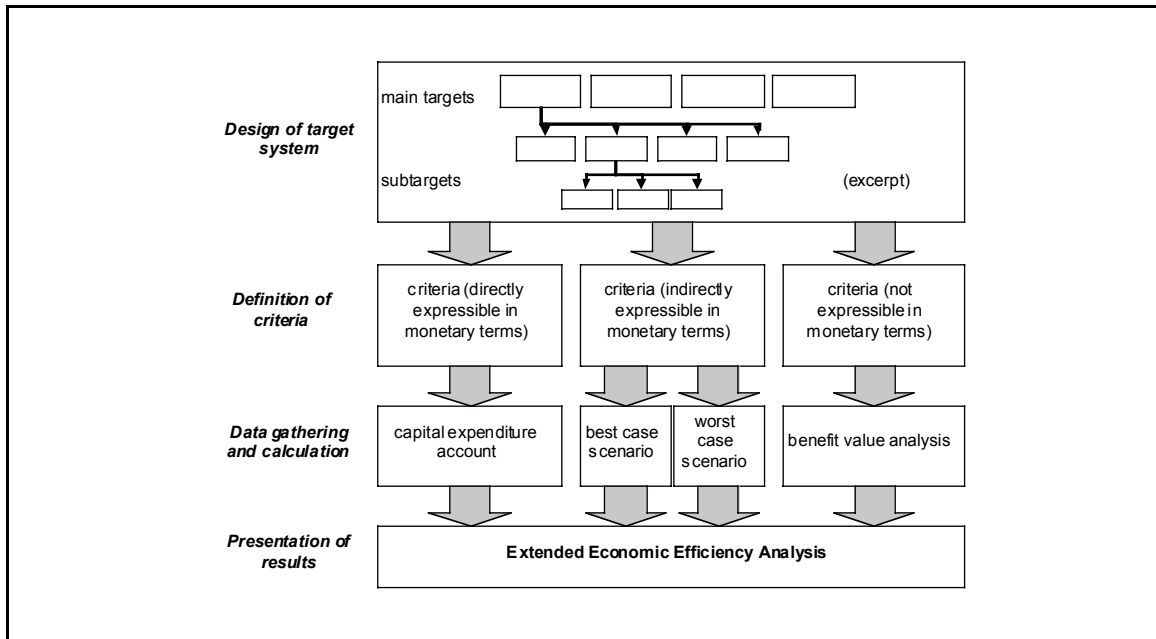 main targets
Design of target
system
subtargets
(excerpt)
Definition of
criteria
criteria (directly
expressible in
monetary terms)
criteria (indirectly
expressible in
monetary terms)
criteria (not
expressible in
monetary terms)
Data gathering
and calculation
capital expenditure
account
best case
scenario
worst
case
scenario
benefit value analysis
Presentation of
results
Extended Economic Efficiency Analysis